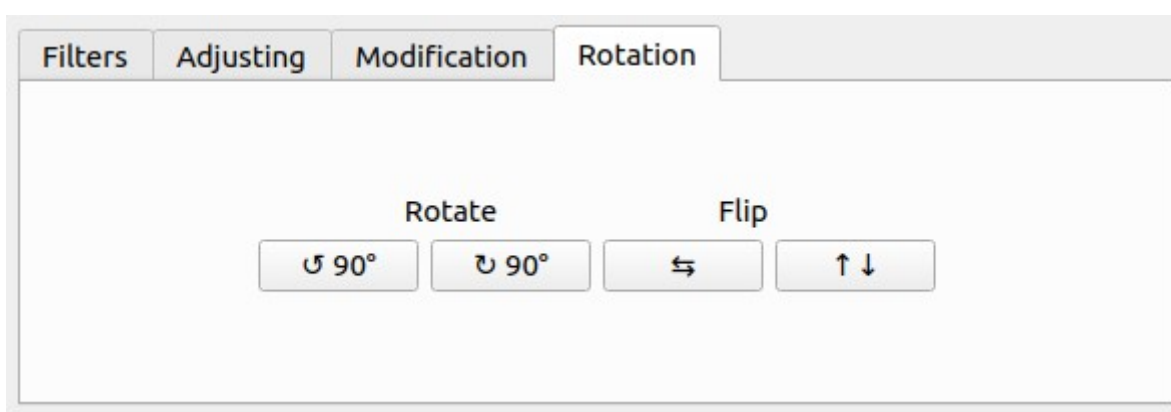 Filters Adjusting Modification Rotation
Rotate Flip
↺ 90° ↻ 90° ⇆ ↑↓